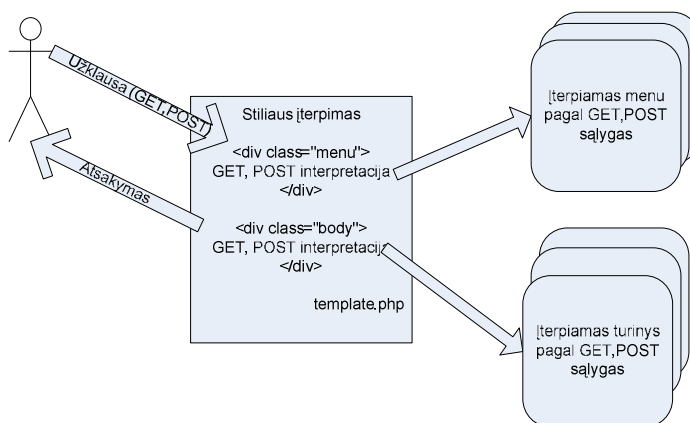 Užklausa (GET,POST)
Atsakymas
Stiliaus įterpimas
<div class="menu">
GET, POST interpretacija
</div>
<div class="body">
GET, POST interpretacija
</div>
template.php
Įterpiamas menu
pagal GET,POST
sąlygas
Įterpiamas turinys
pagal GET,POST
sąlygas